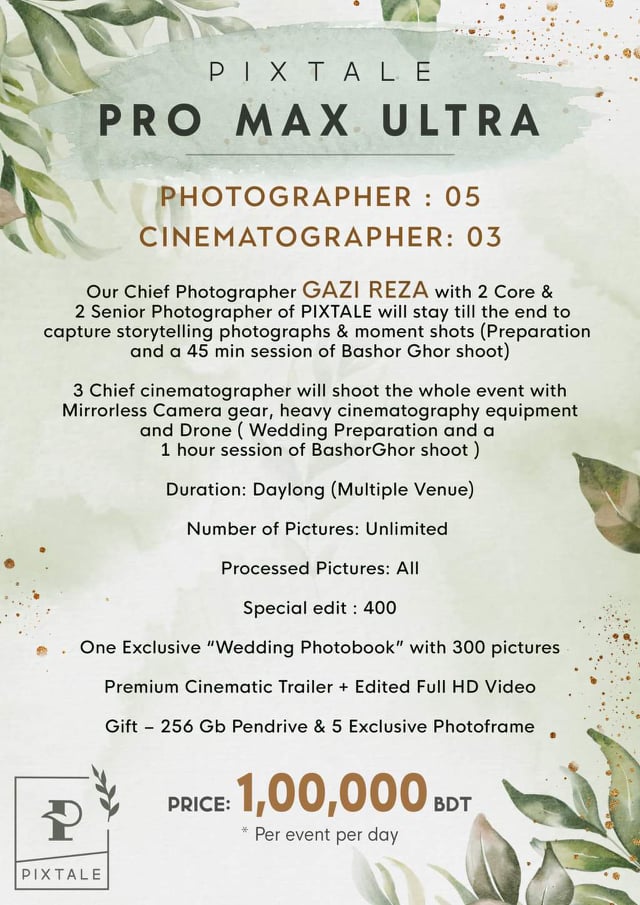 PIXTALE
PRO MAX ULTRA
PHOTOGRAPHER : 05
CINEMATOGRAPHER: 03
Our Chief Photographer GAZI REZA with 2 Core &
2 Senior Photographer of PIXTALE will stay till the end to
capture storytelling photographs & moment shots (Preparation
and a 45 min session of Bashor Ghor shoot)
3 Chief cinematographer will shoot the whole event with
Mirrorless Camera gear, heavy cinematography equipment
and Drone ( Wedding Preparation and a
1 hour session of BashorGhor shoot )
Duration: Daylong (Multiple Venue)
Number of Pictures: Unlimited
Processed Pictures: All
Special edit : 400
One Exclusive “Wedding Photobook” with 300 pictures
Premium Cinematic Trailer + Edited Full HD Video
Gift – 256 Gb Pendrive & 5 Exclusive Photoframe
PRICE: 1,00,000 BDT
* Per event per day
P
PIXTALE